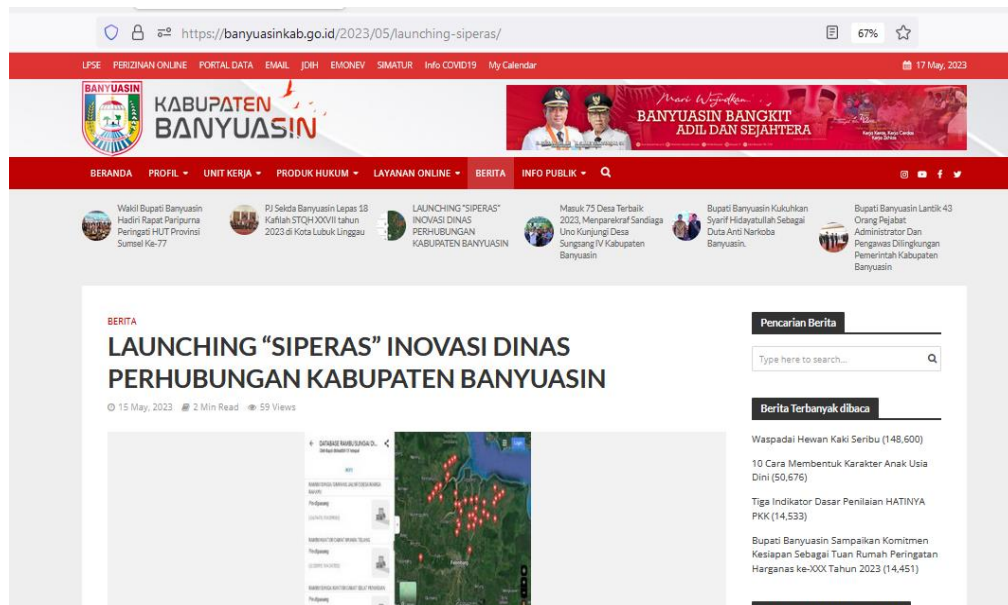 https://banyuasinkab.go.id/2023/05/launching-siperas/
67%
LPSE PERIZINAN ONLINE PORTAL DATA EMAIL JDIH EMONEV SIMATUR Info COVID19 My Calendar
17 May, 2023
BANYUASIN
KABUPATEN
BANYUASIN
Mari Wujudkan...
BANYUASIN BANGKIT
ADIL DAN SEJAHTERA
BERANDA PROFIL UNIT KERJA PRODUK HUKUM LAYANAN ONLINE BERITA INFO PUBLIK
Wakil Bupati Banyuasin
Hadiri Rapat Paripurna
Peringati HUT Provinsi
Sumsel Ke-77
PJ Sekda Banyuasin Lepas 18
Kafilah STQH XXVII tahun
2023 di Kota Lubuk Linggau
LAUNCHING "SIPERAS"
INOVASI DINAS
PERHUBUNGAN
KABUPATEN BANYUASIN
Masuk 75 Desa Terbaik
2023, Menparekraf Sandiaga
Uno Kunjungi Desa
Sungsang IV Kabupaten
Banyuasin
Bupati Banyuasin Kukuhkan
Syarif Hidayatullah Sebagai
Duta Anti Narkoba
Banyuasin.
Bupati Banyuasin Lantik 43
Orang Pejabat
Administrator Dan
Pengawas Dilingkungan
Pemerintah Kabupaten
Banyuasin
BERITA
LAUNCHING “SIPERAS” INOVASI DINAS
PERHUBUNGAN KABUPATEN BANYUASIN
15 May, 2023 2 Min Read 59 Views
DATABASE RAMBU SUNGAI D...
Pencarian Berita
Type here to search...
Berita Terbanyak dibaca
Waspadai Hewan Kaki Seribu (148,600)
10 Cara Membentuk Karakter Anak Usia
Dini (50,676)
Tiga Indikator Dasar Penilaian HATINYA
PKK (14,533)
Bupati Banyuasin Sampaikan Komitmen
Kesiapan Sebagai Tuan Rumah Peringatan
Harganas ke-XXX Tahun 2023 (14,451)